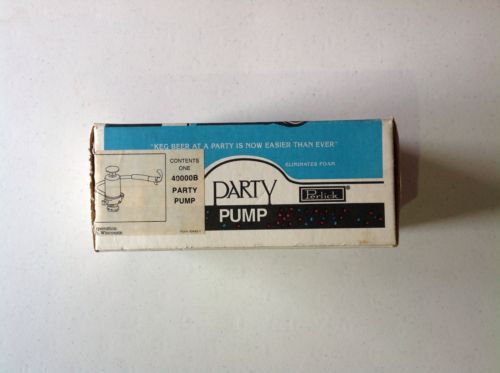 "KEG BEER AT A PARTY IS NOW EASIER THAN EVER"
ELIMINATES FOAM
CONTENTS
ONE
40000B
PARTY
PUMP
PARTY
PUMP
Perlick
Wisconsin